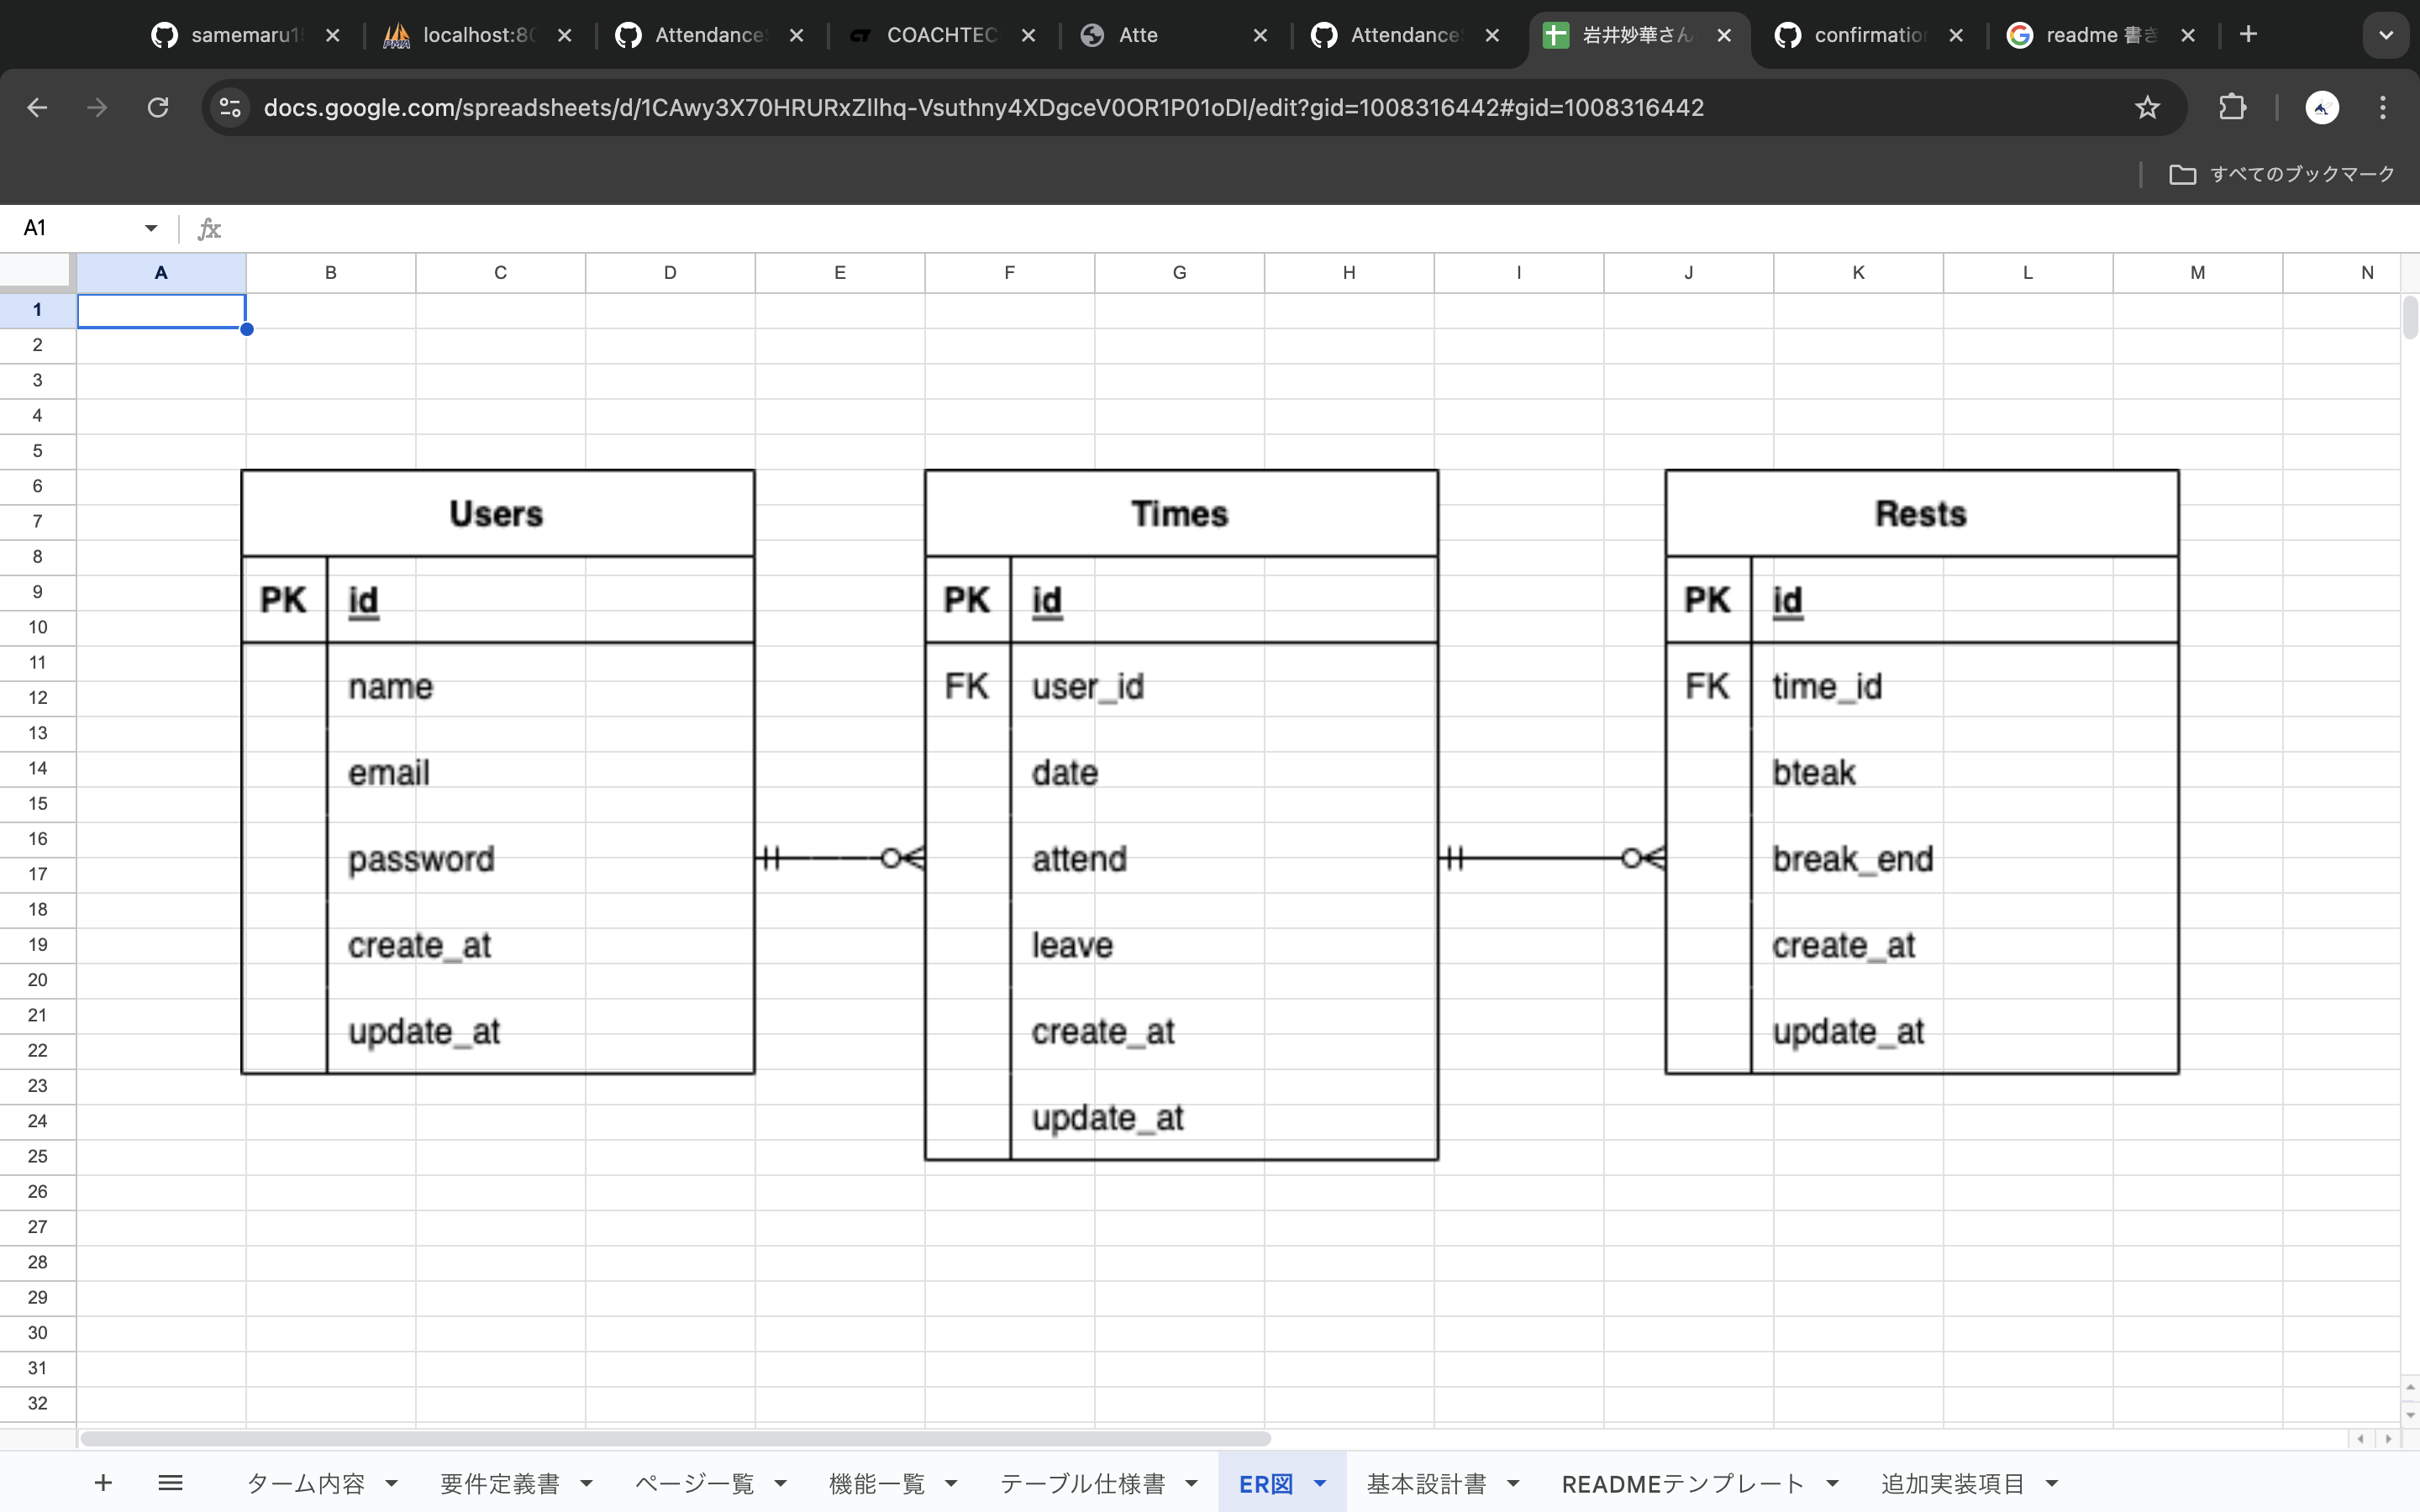 samemaru15
localhost:80
AttendanceS
COACHTEC
Atte
AttendanceS
岩井妙華さん
confirmation
readme 書き
docs.google.com/spreadsheets/d/1CAwy3X70HRURxZllhq-Vsuthny4XDgceV0OR1P01oDI/edit?gid=1008316442#gid=1008316442
すべてのブックマーク
A1
fx
A B C D E F G H I J K L M N
1
2
3
4
5
6
7
8
9
10
11
12
13
14
15
16
17
18
19
20
21
22
23
24
25
26
27
28
29
30
31
32
Users
PK id
name
email
password
create_at
update_at
Times
PK id
FK user_id
date
attend
leave
create_at
update_at
Rests
PK id
FK time_id
bteak
break_end
create_at
update_at
ターム内容
要件定義書
ページ一覧
機能一覧
テーブル仕様書
ER図
基本設計書
READMEテンプレート
追加実装項目